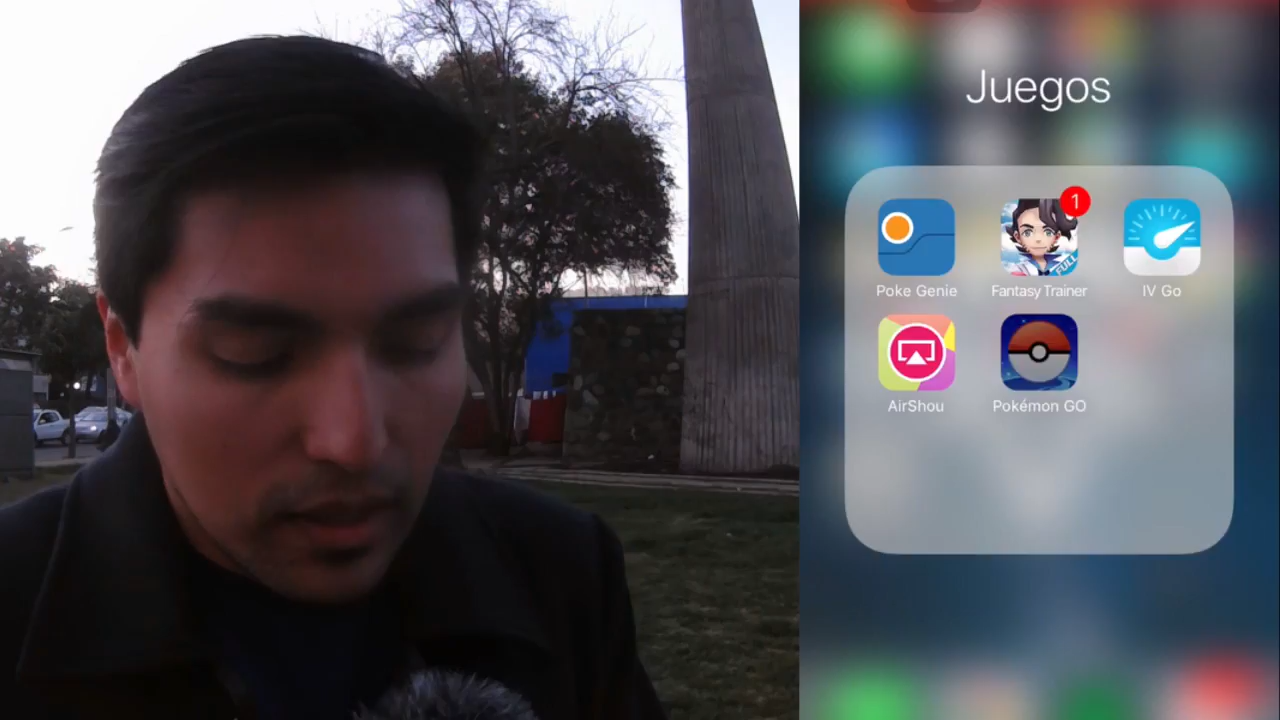 Juegos
1
FULL
Poke Genie
Fantasy Trainer
IV Go
AirShou
Pokémon GO